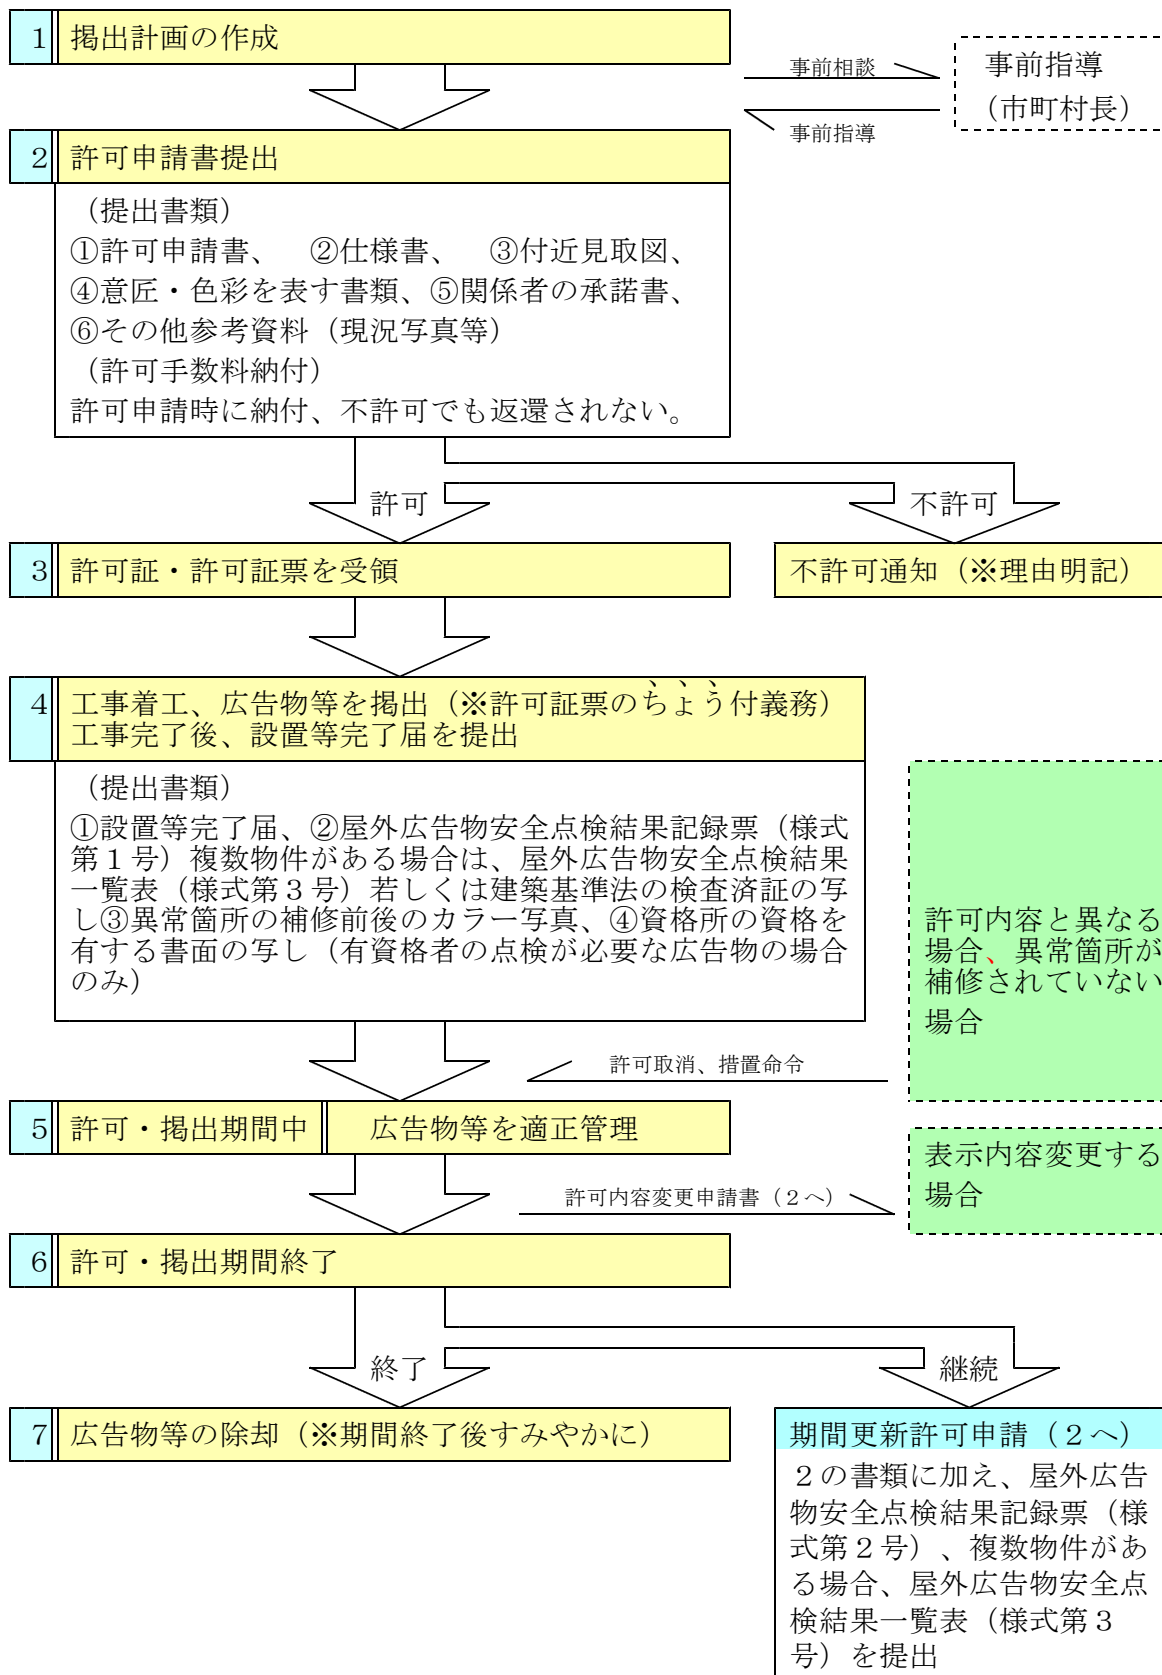 1 掲出計画の作成
事前相談
事前指導
事前指導
（市町村長）
2 許可申請書提出
（提出書類）
①許可申請書、　②仕様書、　③付近見取図、
④意匠・色彩を表す書類、⑤関係者の承諾書、
⑥その他参考資料（現況写真等）
（許可手数料納付）
許可申請時に納付、不許可でも返還されない。
許可
不許可
3 許可証・許可証票を受領
不許可通知（※理由明記）
4 工事着工、広告物等を掲出（※許可証票のちょう付義務）
工事完了後、設置等完了届を提出
（提出書類）
①設置等完了届、②屋外広告物安全点検結果記録票（様式
第１号）複数物件がある場合は、屋外広告物安全点検結果
一覧表（様式第３号）若しくは建築基準法の検査済証の写
し③異常箇所の補修前後のカラー写真、④資格所の資格を
有する書面の写し（有資格者の点検が必要な広告物の場合
のみ）
許可内容と異なる
場合、異常箇所が
補修されていない
場合
許可取消、措置命令
5 許可・掲出期間中　広告物等を適正管理
表示内容変更する
場合
許可内容変更申請書（２へ）
6 許可・掲出期間終了
終了
継続
7 広告物等の除却（※期間終了後すみやかに）
期間更新許可申請（２へ）
２の書類に加え、屋外広告
物安全点検結果記録票（様
式第２号）、複数物件があ
る場合、屋外広告物安全点
検結果一覧表（様式第３
号）を提出